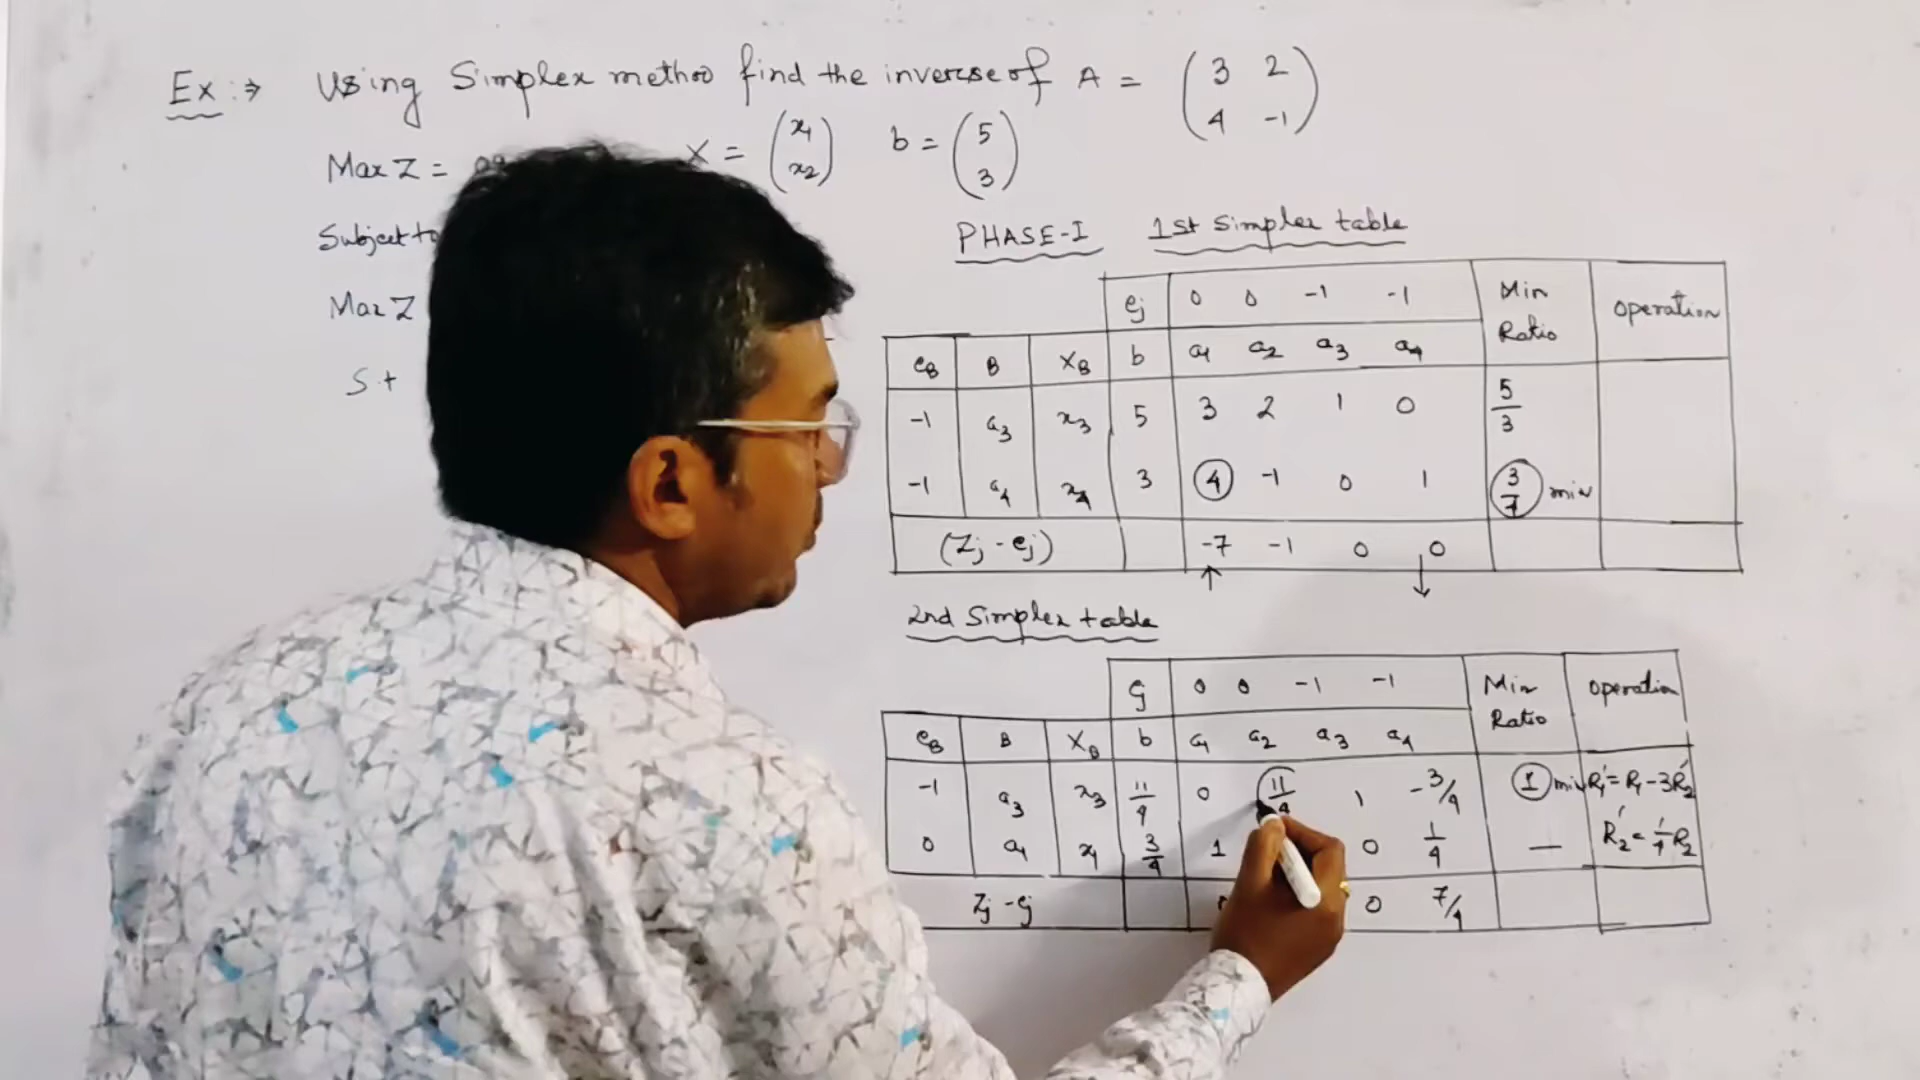 Ex :⇒ Using Simplex method find the inverse of A = (3 2
4 -1)
Max Z =
X = (x1
x2)
b = (5
3)
Subject to
PHASE-I 1st Simplex table
Max Z
S t
Cj 0 0 -1 -1 Min Ratio Operation
CB B XB b a1 a2 a3 a4
-1 a3 x3 5 3 2 1 0 5/3
-1 a4 x4 3 4 -1 0 1 3/7 min
(Zj - Cj) -7 -1 0 0
2nd Simplex table
Cj 0 0 -1 -1 Min Ratio Operation
CB B XB b a1 a2 a3 a4
-1 a3 x3 11/4 0 11/4 1 -3/4 1 min R1' = R1 - 3R2'
0 a1 x1 3/4 1 0 1/4 — R2' = 1/4 R2
Zj - Cj 0 7/4